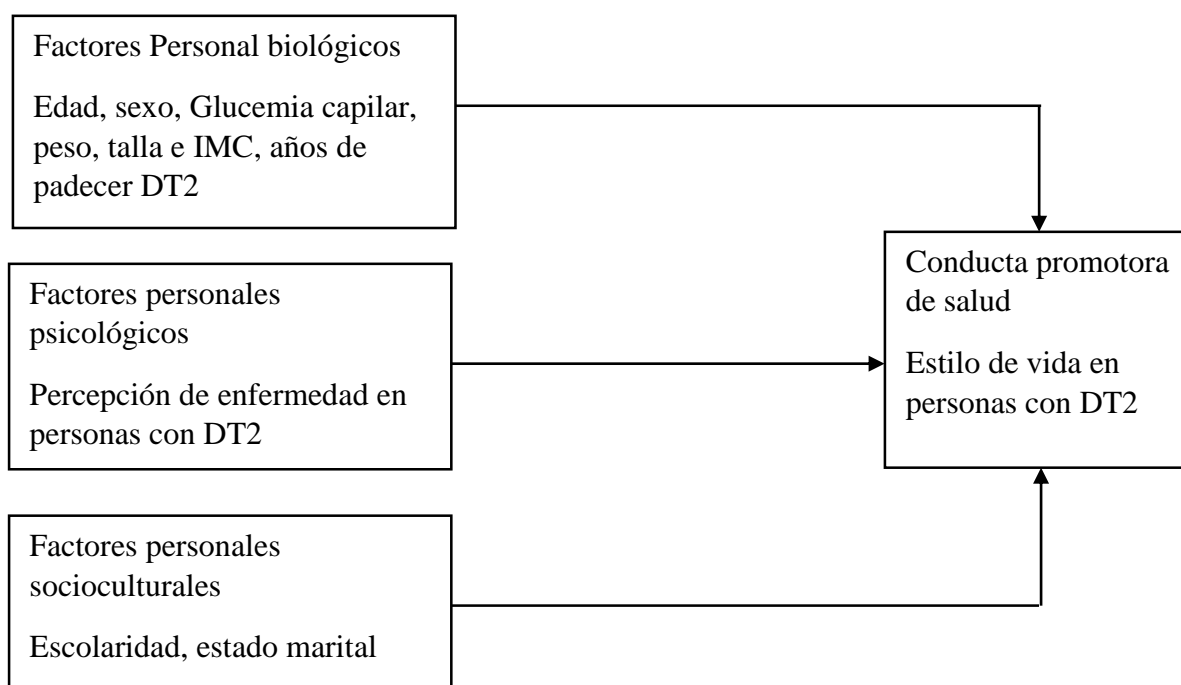 Factores Personal biológicos
Edad, sexo, Glucemia capilar,
peso, talla e IMC, años de
padecer DT2
Factores personales
psicológicos
Percepción de enfermedad en
personas con DT2
Factores personales
socioculturales
Escolaridad, estado marital
Conducta promotora
de salud
Estilo de vida en
personas con DT2